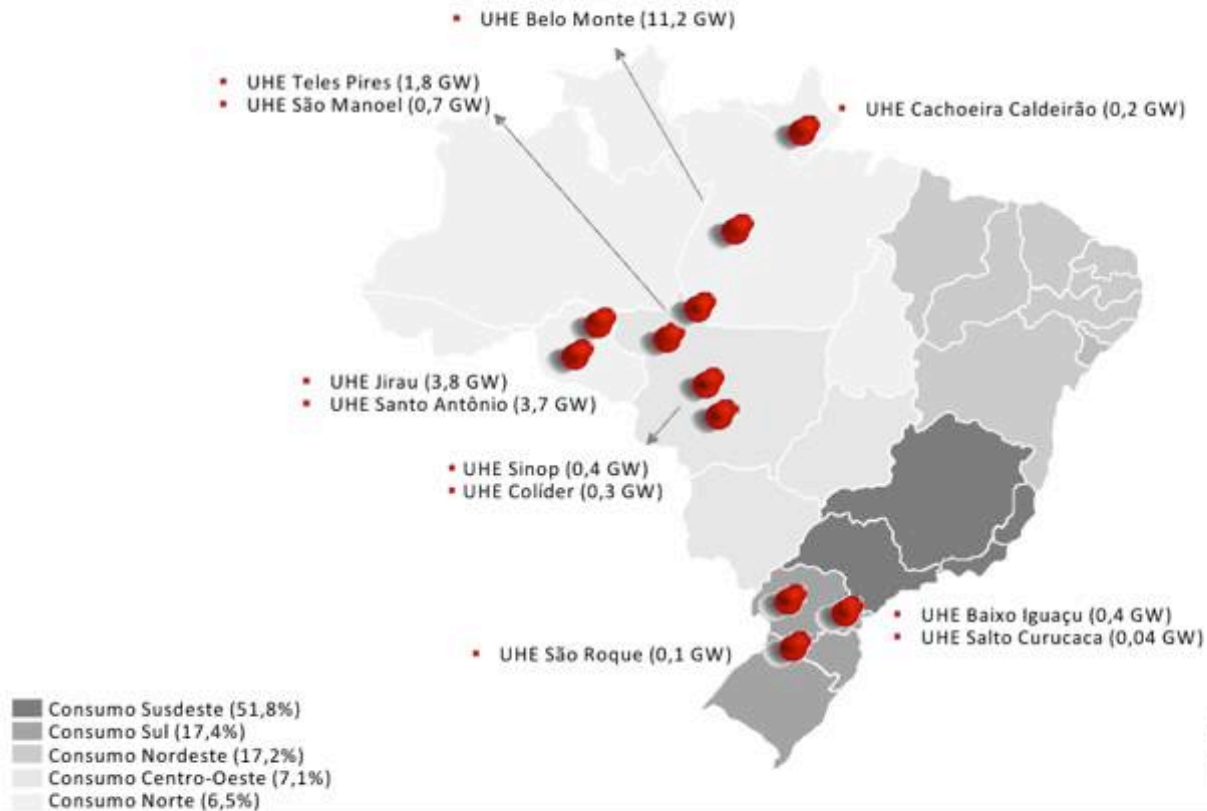 ▪ UHE Belo Monte (11,2 GW)
▪ UHE Teles Pires (1,8 GW)
▪ UHE São Manoel (0,7 GW)
▪ UHE Cachoeira Caldeirão (0,2 GW)
▪ UHE Jirau (3,8 GW)
▪ UHE Santo Antônio (3,7 GW)
▪ UHE Sinop (0,4 GW)
▪ UHE Colíder (0,3 GW)
▪ UHE Baixo Iguaçu (0,4 GW)
▪ UHE Salto Curucaca (0,04 GW)
▪ UHE São Roque (0,1 GW)
Consumo Susdeste (51,8%)
Consumo Sul (17,4%)
Consumo Nordeste (17,2%)
Consumo Centro-Oeste (7,1%)
Consumo Norte (6,5%)